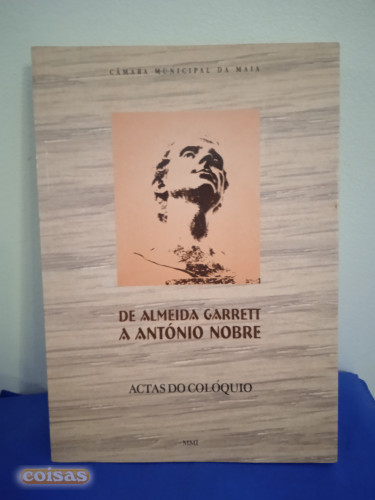 CÂMARA MUNICIPAL DA MAIA
DE ALMEIDA GARRETT
A ANTÓNIO NOBRE
ACTAS DO COLÓQUIO
MMI
coisas